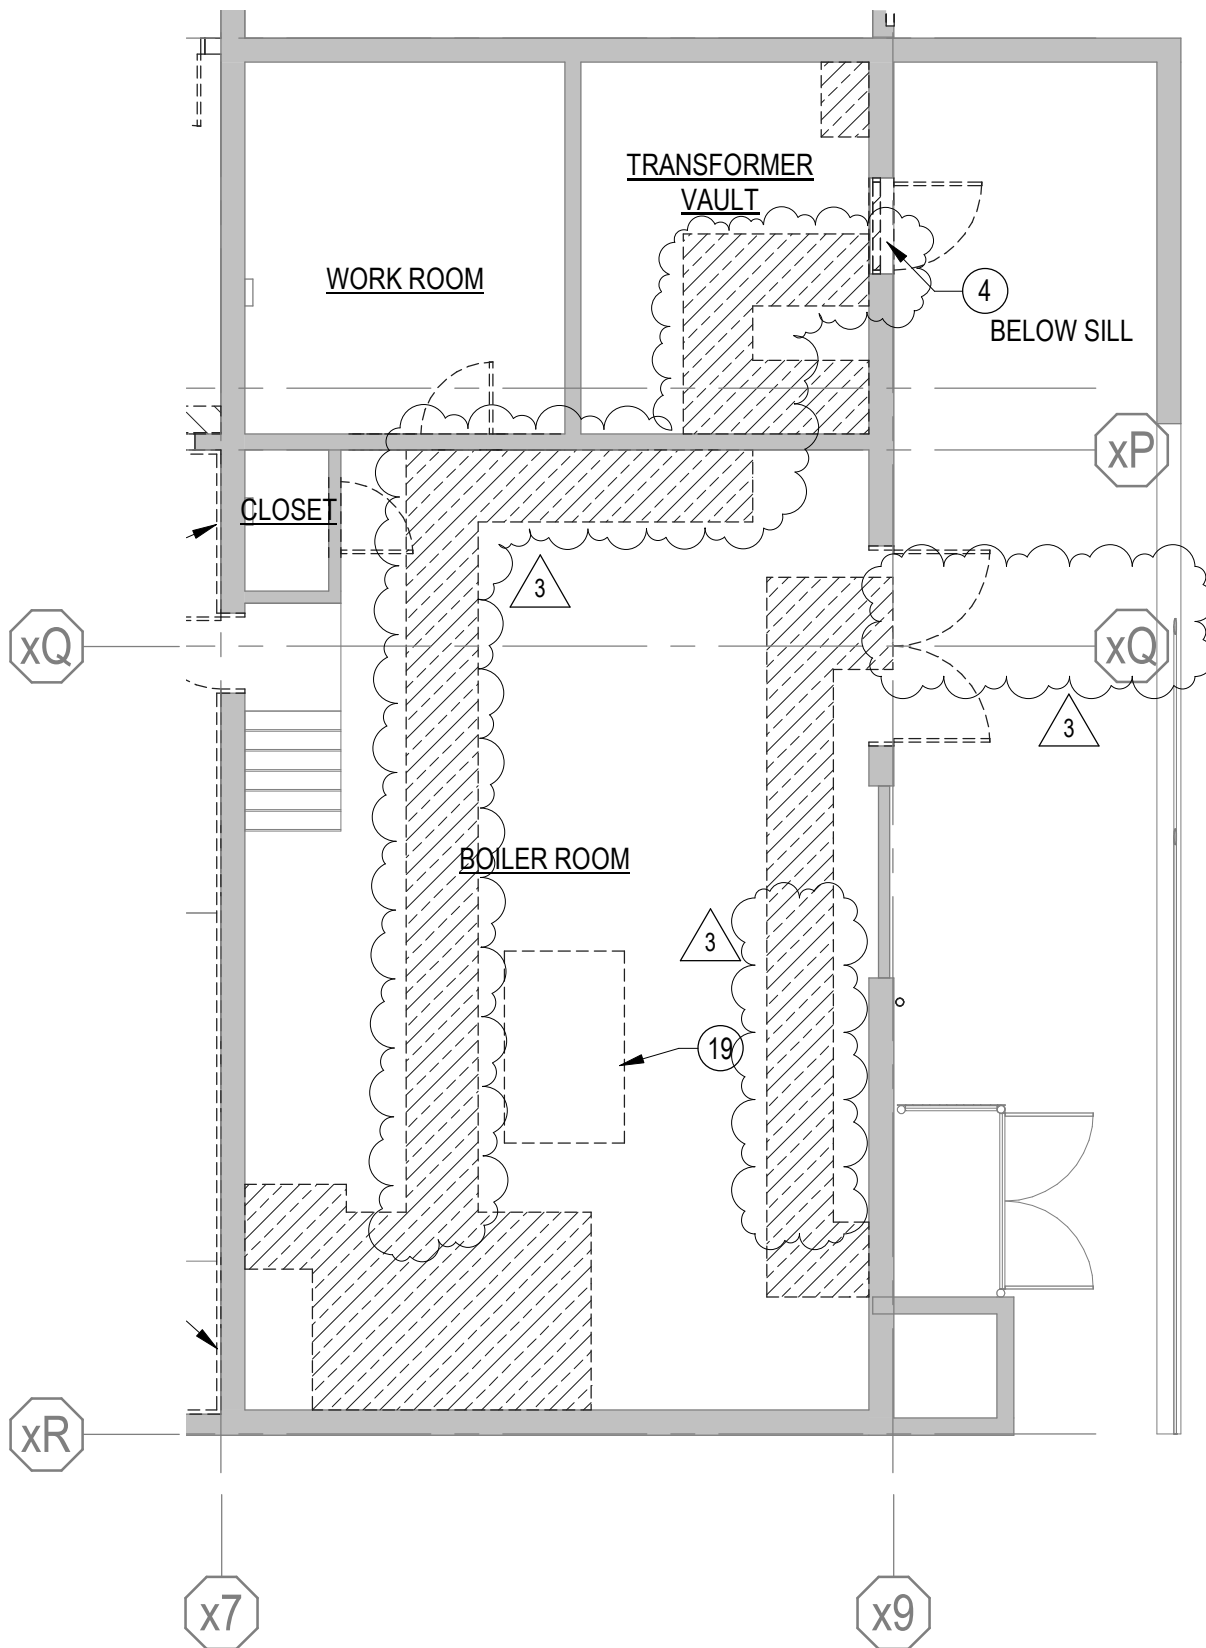 TRANSFORMER
VAULT
WORK ROOM
4
BELOW SILL
xP
CLOSET
3
xQ
xQ
3
BOILER ROOM
3
19
xR
x7
x9